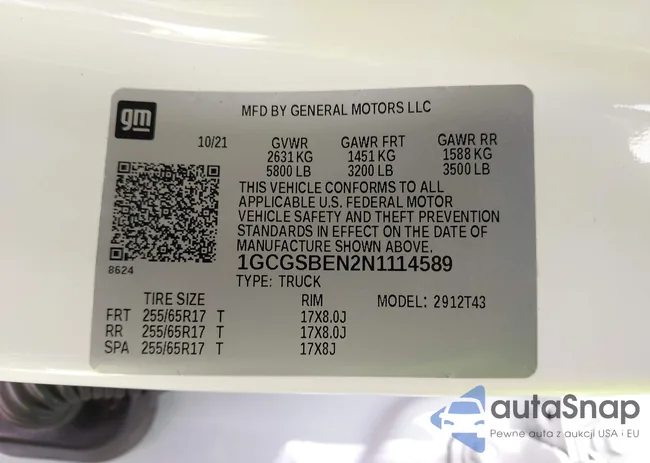 gm
MFD BY GENERAL MOTORS LLC
10/21 GVWR GAWR FRT GAWR RR
2631 KG 1451 KG 1588 KG
5800 LB 3200 LB 3500 LB
THIS VEHICLE CONFORMS TO ALL
APPLICABLE U.S. FEDERAL MOTOR
VEHICLE SAFETY AND THEFT PREVENTION
STANDARDS IN EFFECT ON THE DATE OF
MANUFACTURE SHOWN ABOVE.
8624
1GCGSBEN2N1114589
TYPE: TRUCK
TIRE SIZE RIM MODEL: 2912T43
FRT 255/65R17 T 17X8.0J
RR 255/65R17 T 17X8.0J
SPA 255/65R17 T 17X8J
autoSnap
Pewne auta z aukcji USA i EU